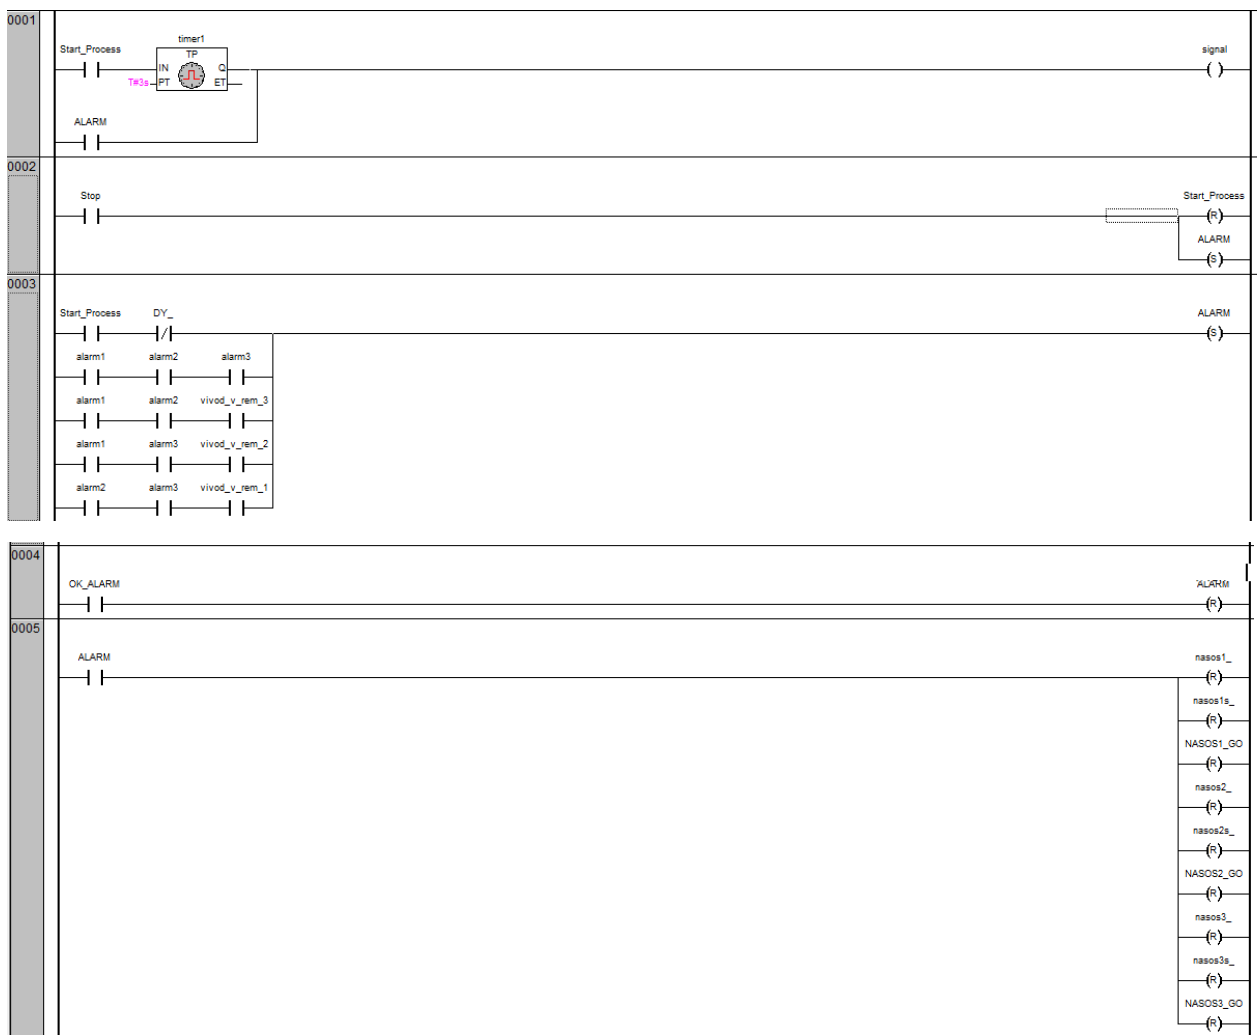 0001
timer1
Start_Process
TP
signal
IN
Q
T#3s
PT
ET
ALARM
0002
Stop
Start_Process
R
ALARM
S
0003
Start_Process DY_
ALARM
S
alarm1 alarm2 alarm3
alarm1 alarm2 vivod_v_rem_3
alarm1 alarm3 vivod_v_rem_2
alarm2 alarm3 vivod_v_rem_1
0004
OK_ALARM
ALARM
R
0005
ALARM
nasos1_
R
nasos1s_
R
NASOS1_GO
R
nasos2_
R
nasos2s_
R
NASOS2_GO
R
nasos3_
R
nasos3s_
R
NASOS3_GO
R